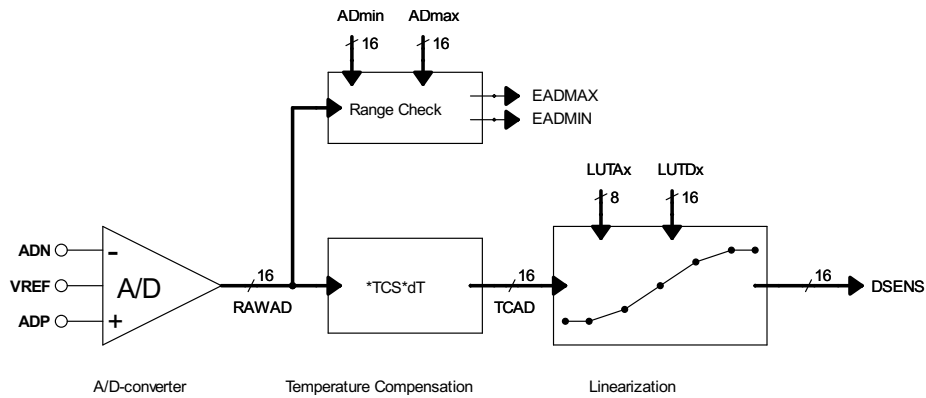 ADmin ADmax
16 16
Range Check
EADMAX
EADMIN
LUTAx LUTDx
8 16
ADN
VREF
ADP
-
A/D
+
16
RAWAD
*TCS*dT
16
TCAD
16
DSENS
A/D-converter Temperature Compensation Linearization